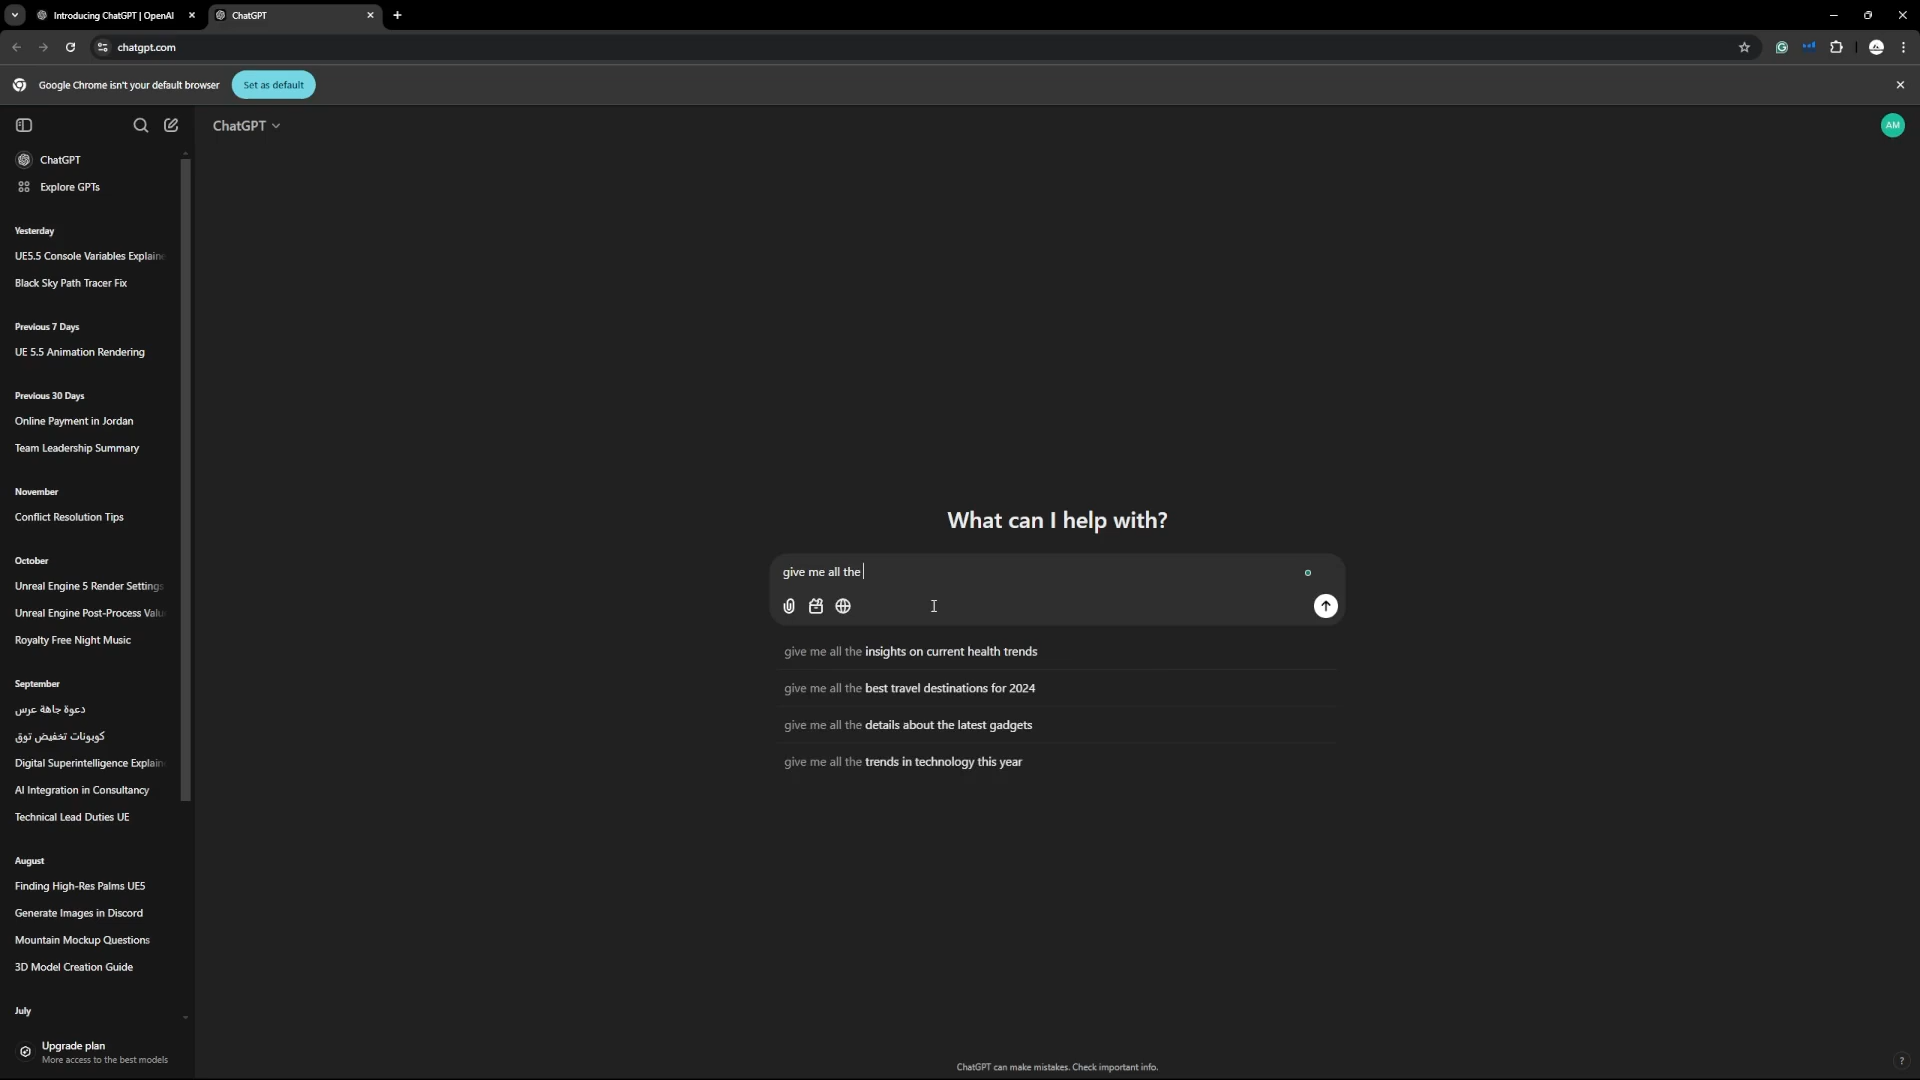 Introducing ChatGPT | OpenAI
ChatGPT
chatgpt.com
Google Chrome isn't your default browser
Set as default
ChatGPT
AM
ChatGPT
Explore GPTs
Yesterday
UE5.5 Console Variables Explaine
Black Sky Path Tracer Fix
Previous 7 Days
UE 5.5 Animation Rendering
Previous 30 Days
Online Payment in Jordan
Team Leadership Summary
November
Conflict Resolution Tips
October
Unreal Engine 5 Render Settings
Unreal Engine Post-Process Valu
Royalty Free Night Music
September
دعوة جاهة عرس
كوبونات تخفيض توق
Digital Superintelligence Explain
AI Integration in Consultancy
Technical Lead Duties UE
August
Finding High-Res Palms UE5
Generate Images in Discord
Mountain Mockup Questions
3D Model Creation Guide
July
Upgrade plan
More access to the best models
What can I help with?
give me all the
give me all the insights on current health trends
give me all the best travel destinations for 2024
give me all the details about the latest gadgets
give me all the trends in technology this year
ChatGPT can make mistakes. Check important info.
?